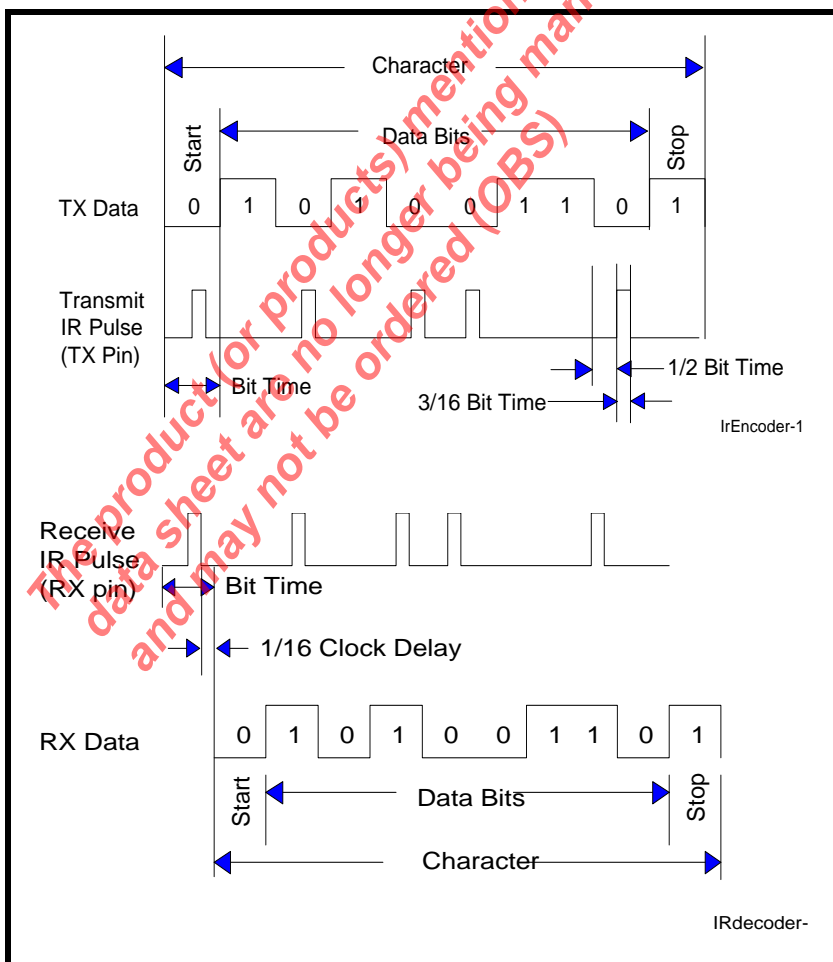 Character
Start
Data Bits
Stop
TX Data
0 1 0 1 0 0 1 1 0 1
Transmit
IR Pulse
(TX Pin)
Bit Time
1/2 Bit Time
3/16 Bit Time
IrEncoder-1
Receive
IR Pulse
(RX pin)
Bit Time
1/16 Clock Delay
RX Data
0 1 0 1 0 0 1 1 0 1
Start
Data Bits
Stop
Character
IRdecoder-
The product (or products) mention
data sheet are no longer being man
and may not be ordered (OBS)